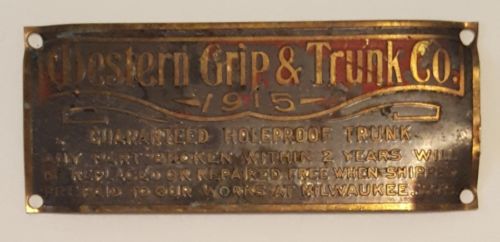 Western Grip & Trunk Co.
-1915-
GUARANTEED HOLEPROOF TRUNK
ANY PART BROKEN WITHIN 2 YEARS WILL
BE REPLACED OR REPAIRED FREE WHEN SHIPPED
PREPAID TO OUR WORKS AT MILWAUKEE,